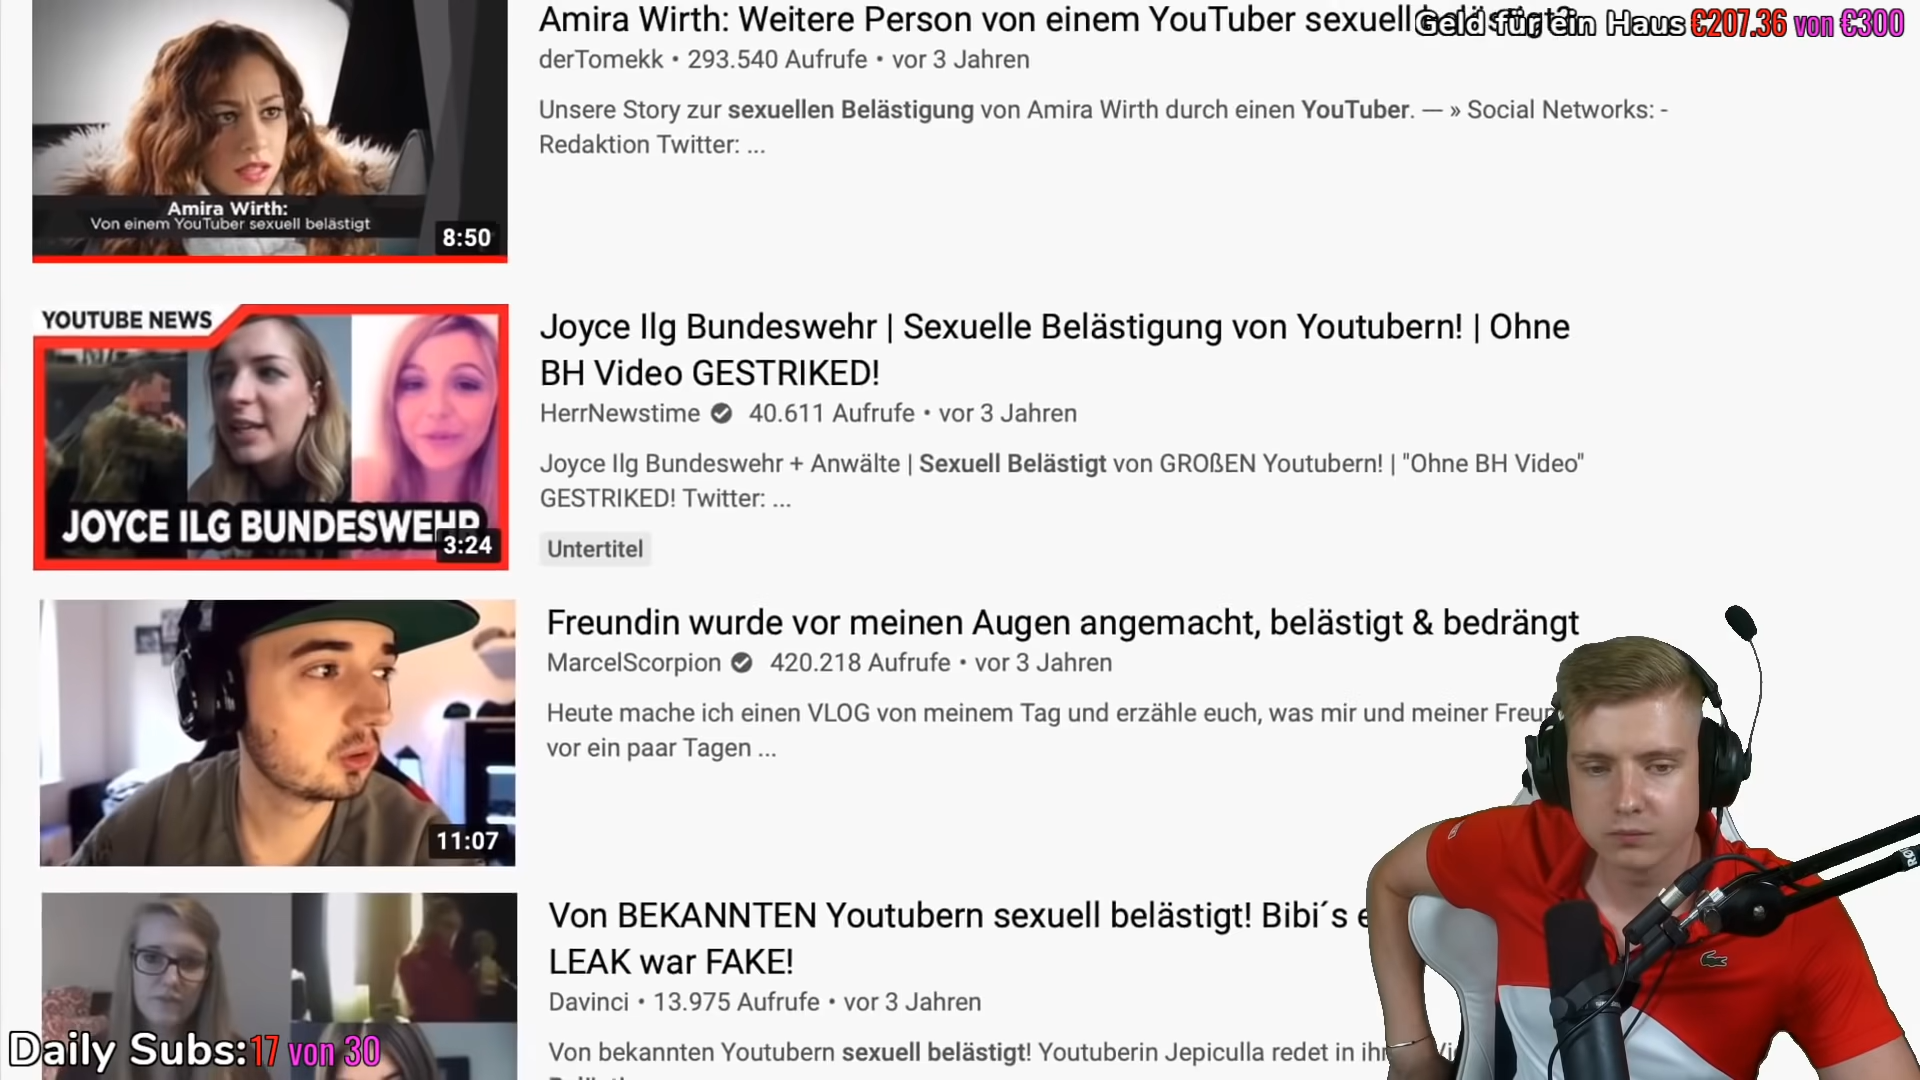 Amira Wirth: Weitere Person von einem YouTuber sexuell
Geld für ein Haus €207.36 von €300
derTomekk • 293.540 Aufrufe • vor 3 Jahren
Unsere Story zur sexuellen Belästigung von Amira Wirth durch einen YouTuber. — » Social Networks: -
Redaktion Twitter: ...
Amira Wirth:
Von einem YouTuber sexuell belästigt
8:50
YOUTUBE NEWS
JOYCE ILG BUNDESWEHR
3:24
Joyce Ilg Bundeswehr | Sexuelle Belästigung von Youtubern! | Ohne
BH Video GESTRIKED!
HerrNewstime 40.611 Aufrufe • vor 3 Jahren
Joyce Ilg Bundeswehr + Anwälte | Sexuell Belästigt von GROßEN Youtubern! | "Ohne BH Video"
GESTRIKED! Twitter: ...
Untertitel
11:07
Freundin wurde vor meinen Augen angemacht, belästigt & bedrängt
MarcelScorpion 420.218 Aufrufe • vor 3 Jahren
Heute mache ich einen VLOG von meinem Tag und erzähle euch, was mir und meiner Freu
vor ein paar Tagen ...
Von BEKANNTEN Youtubern sexuell belästigt! Bibi´s
LEAK war FAKE!
Davinci • 13.975 Aufrufe • vor 3 Jahren
Von bekannten Youtubern sexuell belästigt! Youtuberin Jepiculla redet in
Daily Subs: 17 von 30